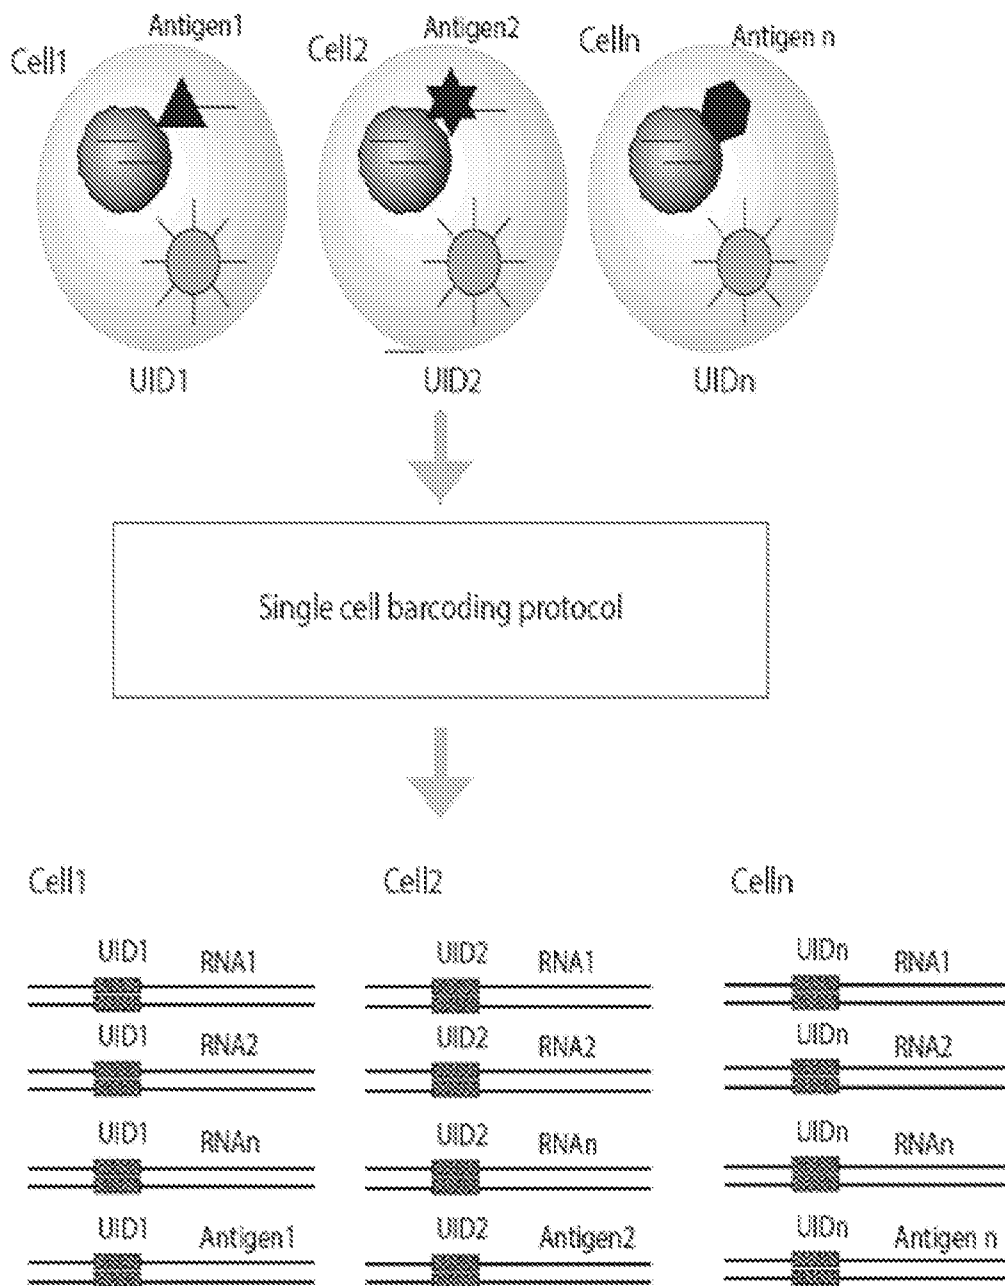 Antigen1 Antigen2 Antigen n
Cell1 Cell2 Celln
UID1 UID2 UIDn
Single cell barcoding protocol
Cell1 Cell2 Celln
UID1 RNA1 UID2 RNA1 UIDn RNA1
UID1 RNA2 UID2 RNA2 UIDn RNA2
UID1 RNAn UID2 RNAn UIDn RNAn
UID1 Antigen1 UID2 Antigen2 UIDn Antigen n